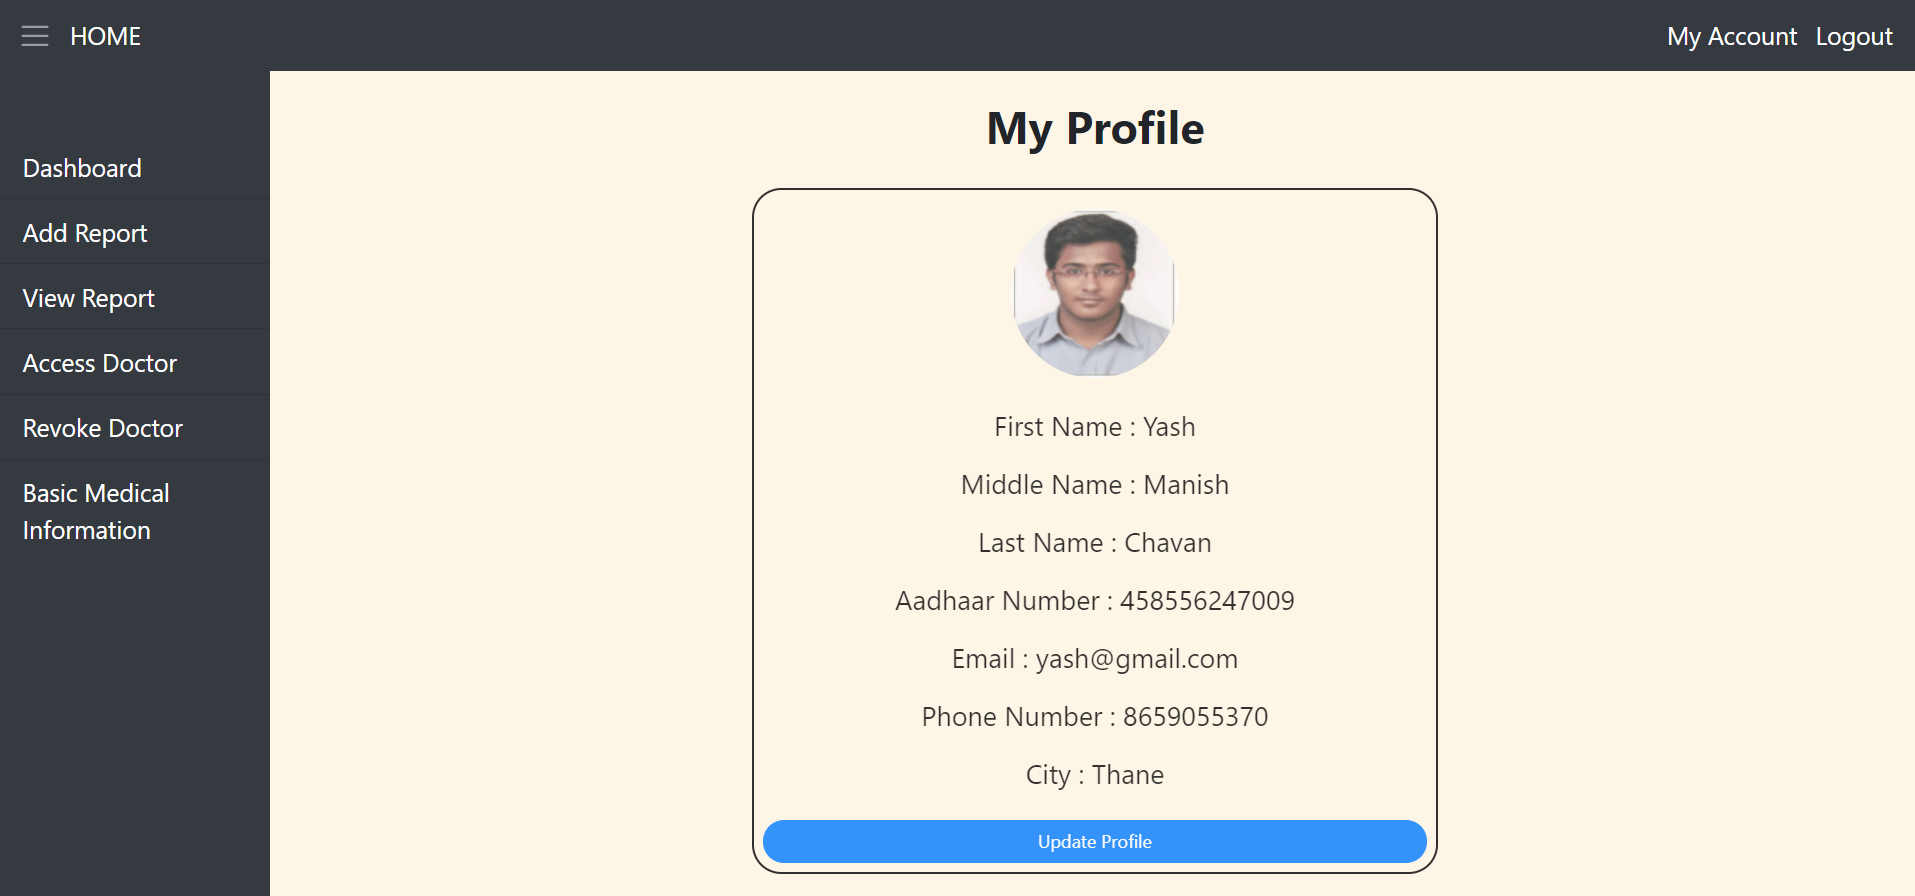 HOME
My Account Logout
Dashboard
Add Report
View Report
Access Doctor
Revoke Doctor
Basic Medical
Information
My Profile
First Name : Yash
Middle Name : Manish
Last Name : Chavan
Aadhaar Number : 458556247009
Email : yash@gmail.com
Phone Number : 8659055370
City : Thane
Update Profile